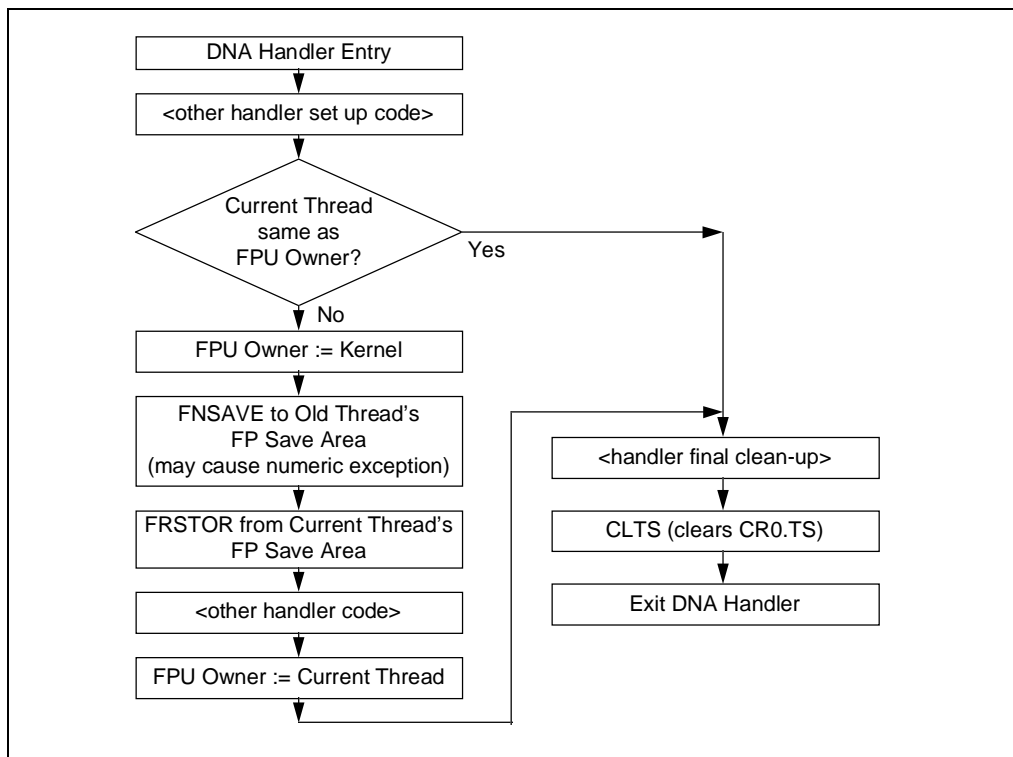 DNA Handler Entry
<other handler set up code>
Current Thread
same as
FPU Owner?
Yes
No
FPU Owner := Kernel
FNSAVE to Old Thread's
FP Save Area
(may cause numeric exception)
FRSTOR from Current Thread's
FP Save Area
<other handler code>
FPU Owner := Current Thread
<handler final clean-up>
CLTS (clears CR0.TS)
Exit DNA Handler